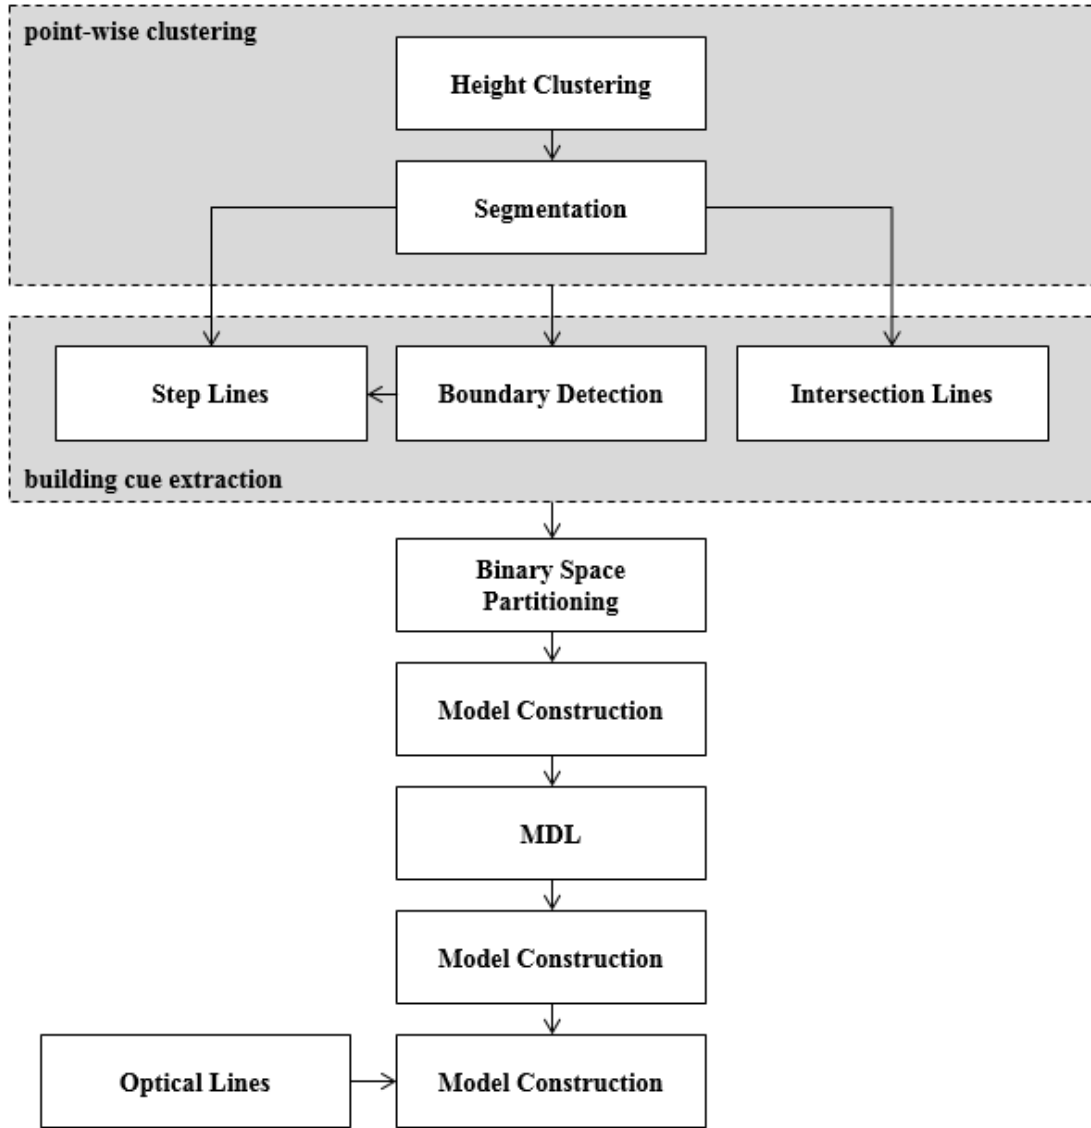 point-wise clustering
Height Clustering
Segmentation
Step Lines
Boundary Detection
Intersection Lines
building cue extraction
Binary Space
Partitioning
Model Construction
MDL
Model Construction
Optical Lines
Model Construction